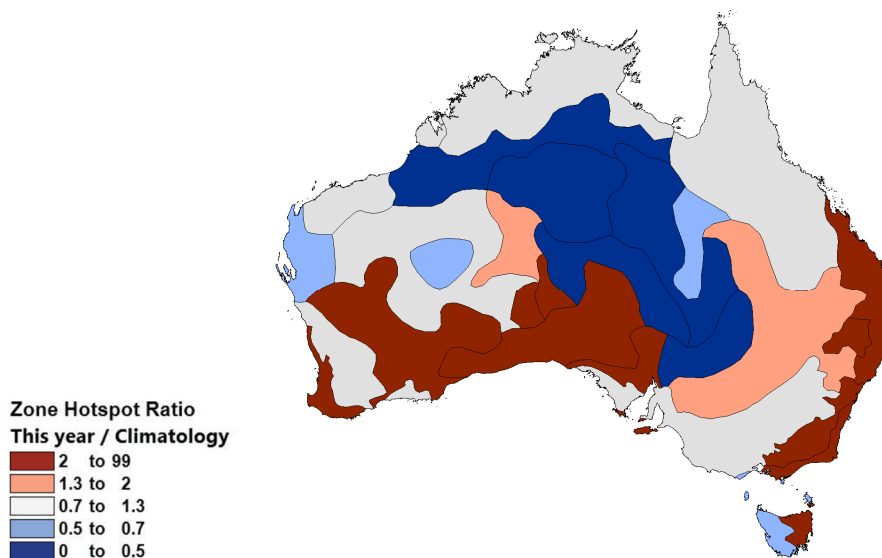 Zone Hotspot Ratio
This year / Climatology
2 to 99
1.3 to 2
0.7 to 1.3
0.5 to 0.7
0 to 0.5